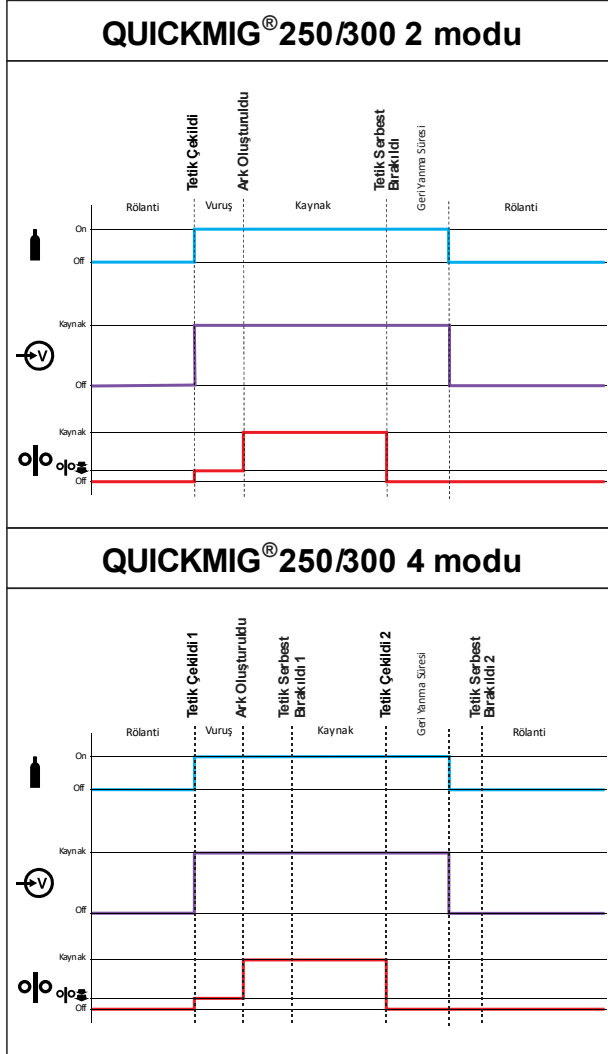 QUICKMIG®250/300 2 modu
Tetik Çekildi
Ark Oluşturuldu
Tetik Serbest
Bırakıldı
Geri Yanma Süresi
Rölanti
Vuruş
Kaynak
Rölanti
On
Off
Kaynak
V
Off
Kaynak
Off
QUICKMIG®250/300 4 modu
Tetik Çekildi 1
Ark Oluşturuldu
Tetik Serbest
Bırakıldı 1
Tetik Çekildi 2
Geri Yanma Süresi
Tetik Serbest
Bırakıldı 2
Rölanti
Vuruş
Kaynak
Rölanti
On
Off
Kaynak
V
Off
Kaynak
Off